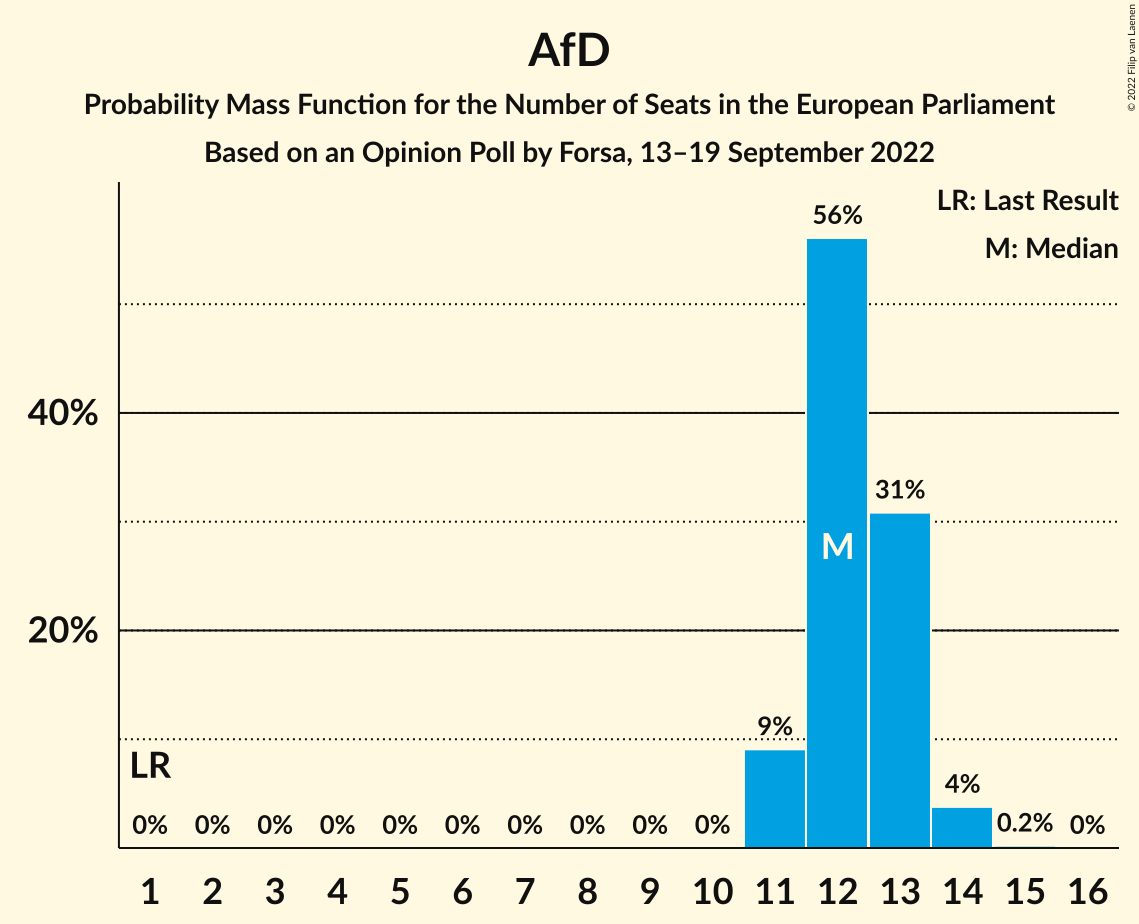 AfD
Probability Mass Function for the Number of Seats in the European Parliament
Based on an Opinion Poll by Forsa, 13–19 September 2022
© 2022 Filip van Laenen
LR: Last Result
M: Median
56%
40%
31%
M
20%
9%
LR
4%
0% 0% 0% 0% 0% 0% 0% 0% 0% 0% 0.2% 0%
1 2 3 4 5 6 7 8 9 10 11 12 13 14 15 16